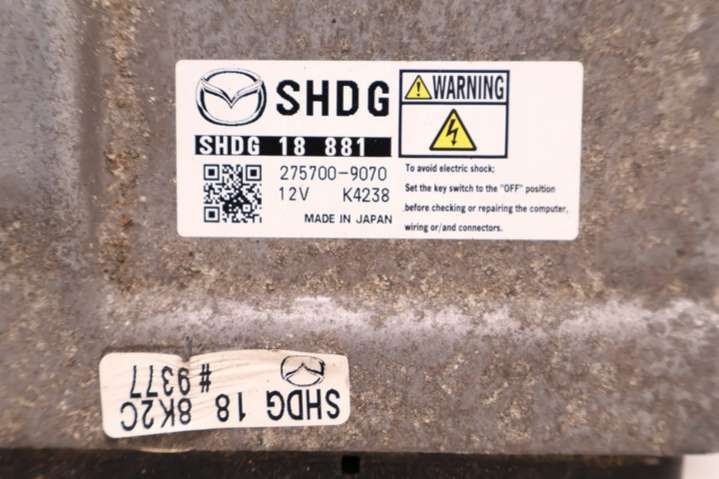 SHDG
SHDG 18 881
275700-9070
12V K4238
MADE IN JAPAN
WARNING
To avoid electric shock;
Set the key switch to the "OFF" position
before checking or repairing the computer,
wiring or/and connectors.
SHDG 18 8K2C
# 9377